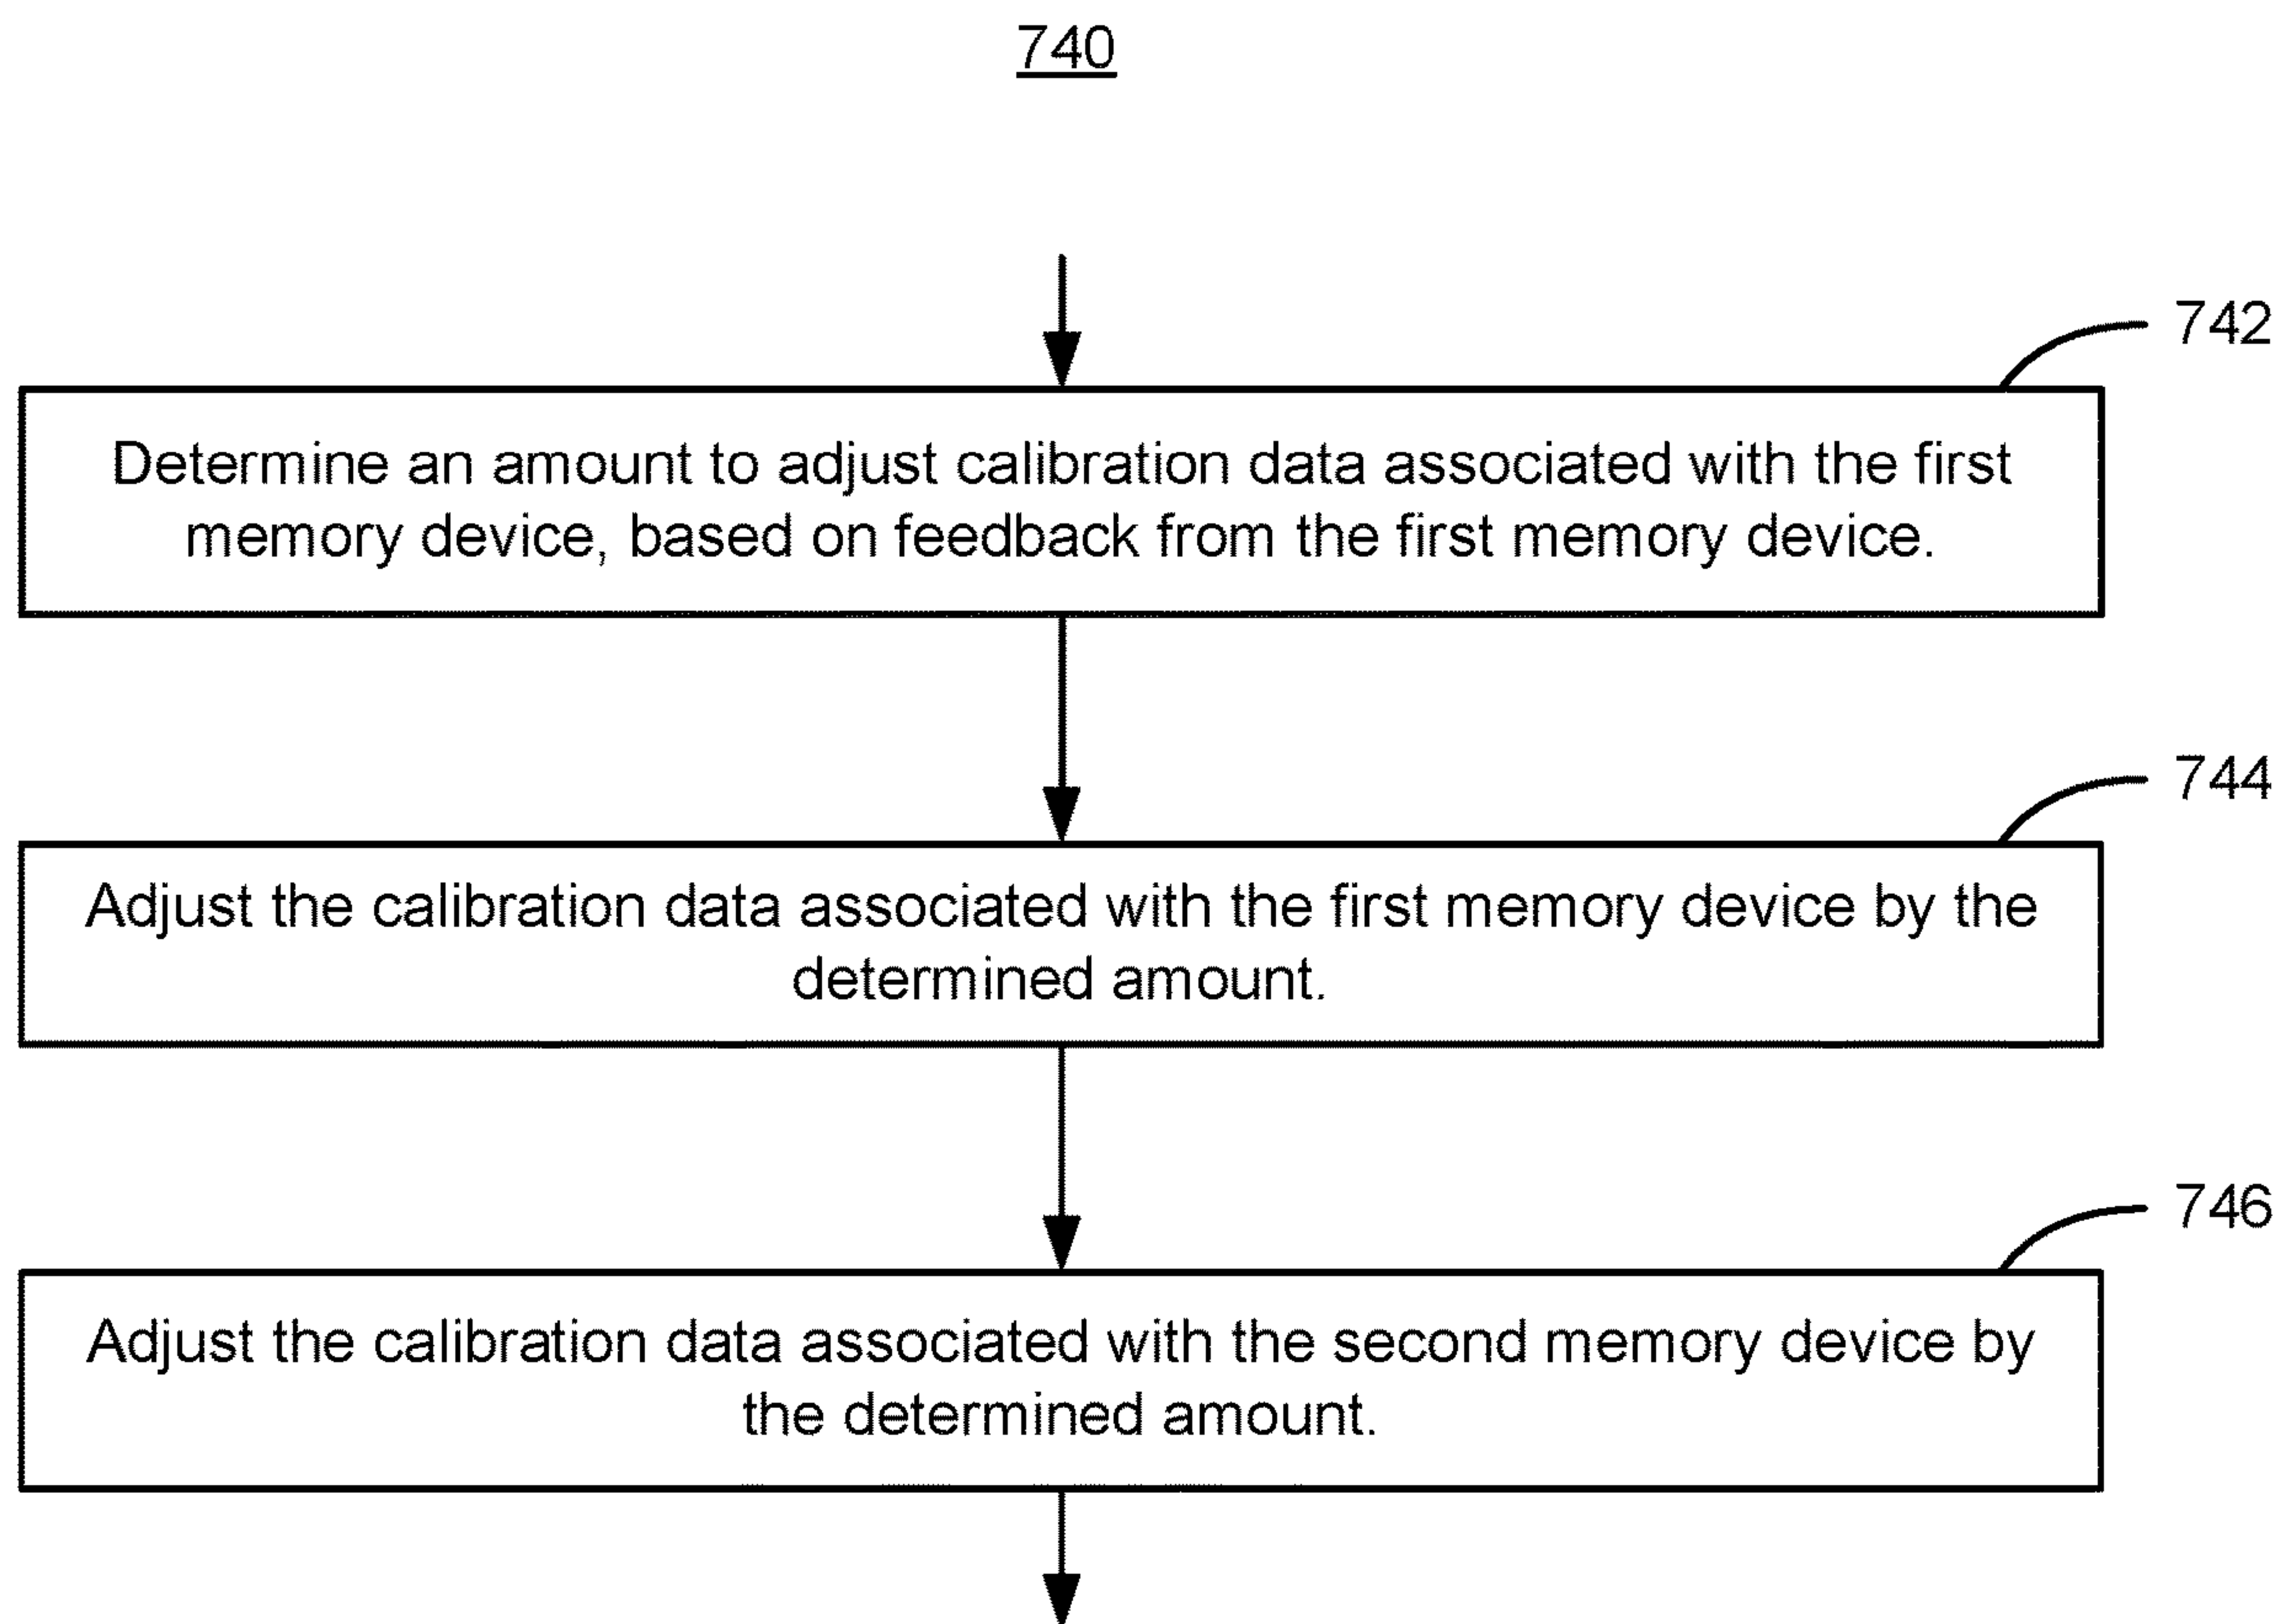 740
742
Determine an amount to adjust calibration data associated with the first
memory device, based on feedback from the first memory device.
744
Adjust the calibration data associated with the first memory device by the
determined amount.
746
Adjust the calibration data associated with the second memory device by
the determined amount.